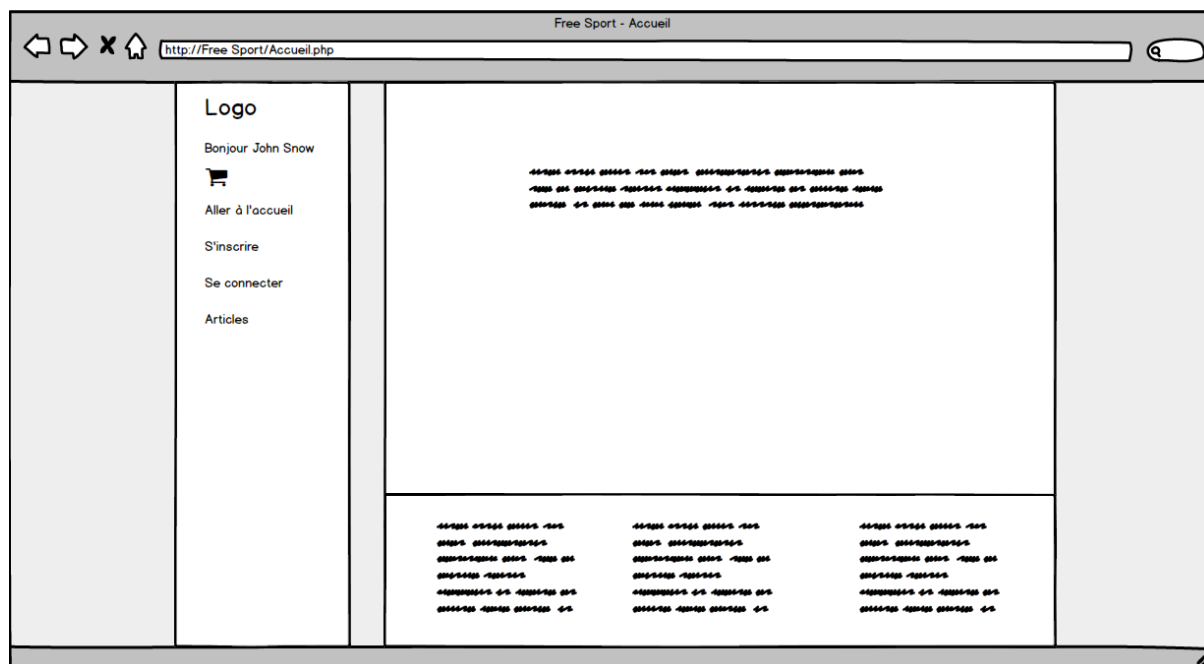 Free Sport - Accueil
http://Free Sport/Accueil.php
Logo
Bonjour John Snow
Aller à l'accueil
S'inscrire
Se connecter
Articles